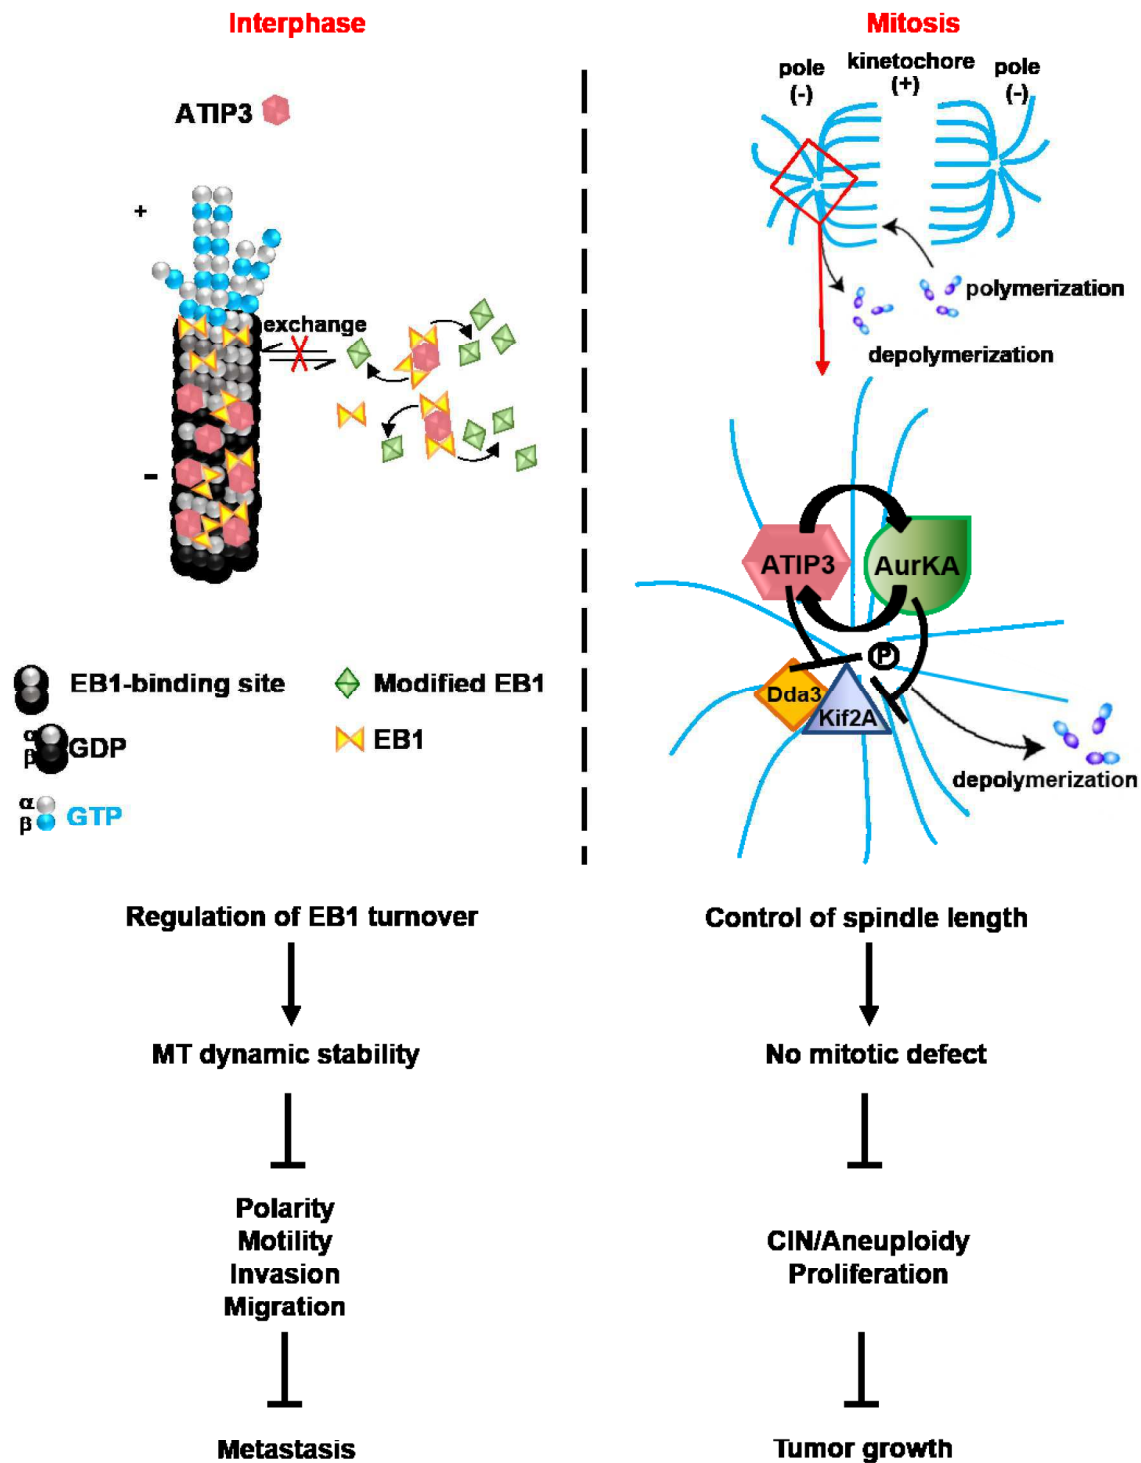 Interphase
ATIP3
+
exchange
-
EB1-binding site
Modified EB1
α
β
GDP
EB1
α
β
GTP
Regulation of EB1 turnover
MT dynamic stability
Polarity
Motility
Invasion
Migration
Metastasis
Mitosis
pole
(-)
kinetochore
(+)
pole
(-)
polymerization
depolymerization
ATIP3
AurKA
P
Dda3
Kif2A
depolymerization
Control of spindle length
No mitotic defect
CIN/Aneuploidy
Proliferation
Tumor growth